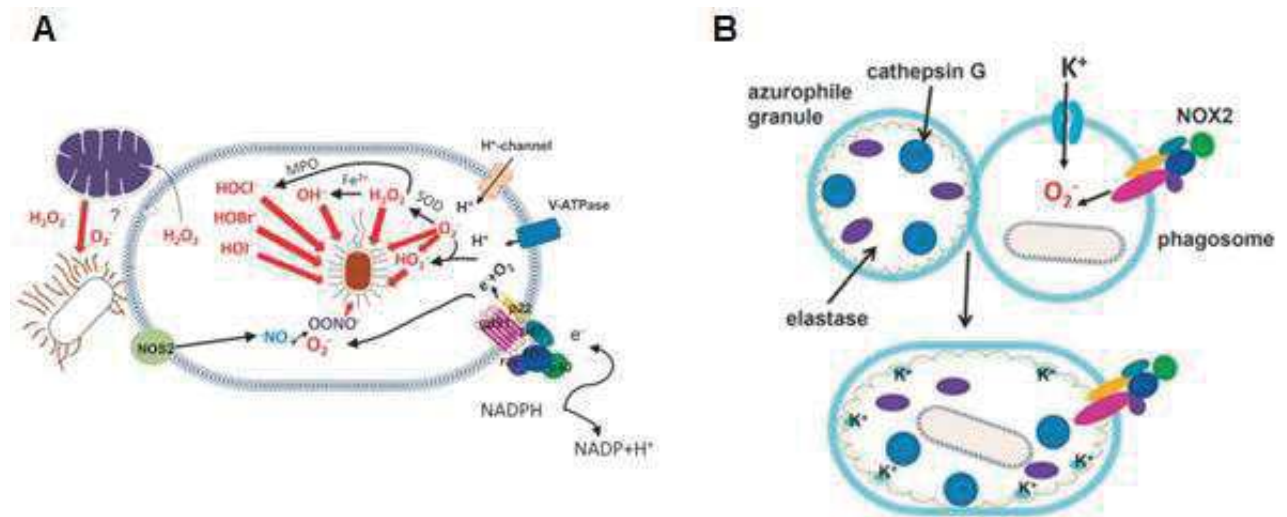 A
H⁺-channel
MPO
HOCl⁻
OH⁻
Fe²⁺
H₂O₂
SOD
H⁺
V-ATPase
H₂O₂
?
O₂⁻
H₂O₂
HOBr⁻
HOI⁻
O₂⁻
H⁺
HO₂
e⁻+O₂
p22
OONO⁻
NOS2
NO
O₂⁻
e⁻
NADPH
NADP+H⁺
B
cathepsin G
K⁺
azurophile
granule
NOX2
O₂⁻
phagosome
elastase
K⁺
K⁺
K⁺
K⁺
K⁺
K⁺